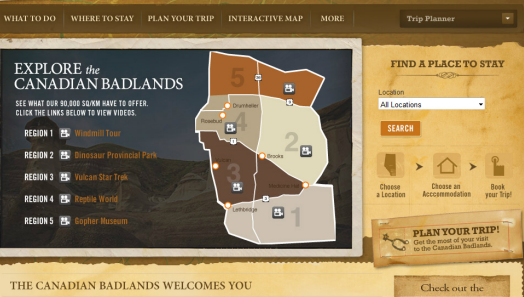 WHAT TO DO
WHERE TO STAY
PLAN YOUR TRIP
INTERACTIVE MAP
MORE
Trip Planner
EXPLORE the
CANADIAN BADLANDS
SEE WHAT OUR 90,000 SQ/KM HAVE TO OFFER.
CLICK THE LINKS BELOW TO VIEW VIDEOS.
REGION 1 Windmill Tour
REGION 2 Dinosaur Provincial Park
REGION 3 Vulcan Star Trek
REGION 4 Reptile World
REGION 5 Gopher Museum
5
Drumheller
Rosebud
4
2
Brooks
3
Lethbridge
1
FIND A PLACE TO STAY
Location
All Locations
SEARCH
Choose
a Location
Choose an
Acccommodation
Book
your Trip!
PLAN YOUR TRIP!
Get the most of your visit
to the Canadian Badlands.
THE CANADIAN BADLANDS WELCOMES YOU
Check out the